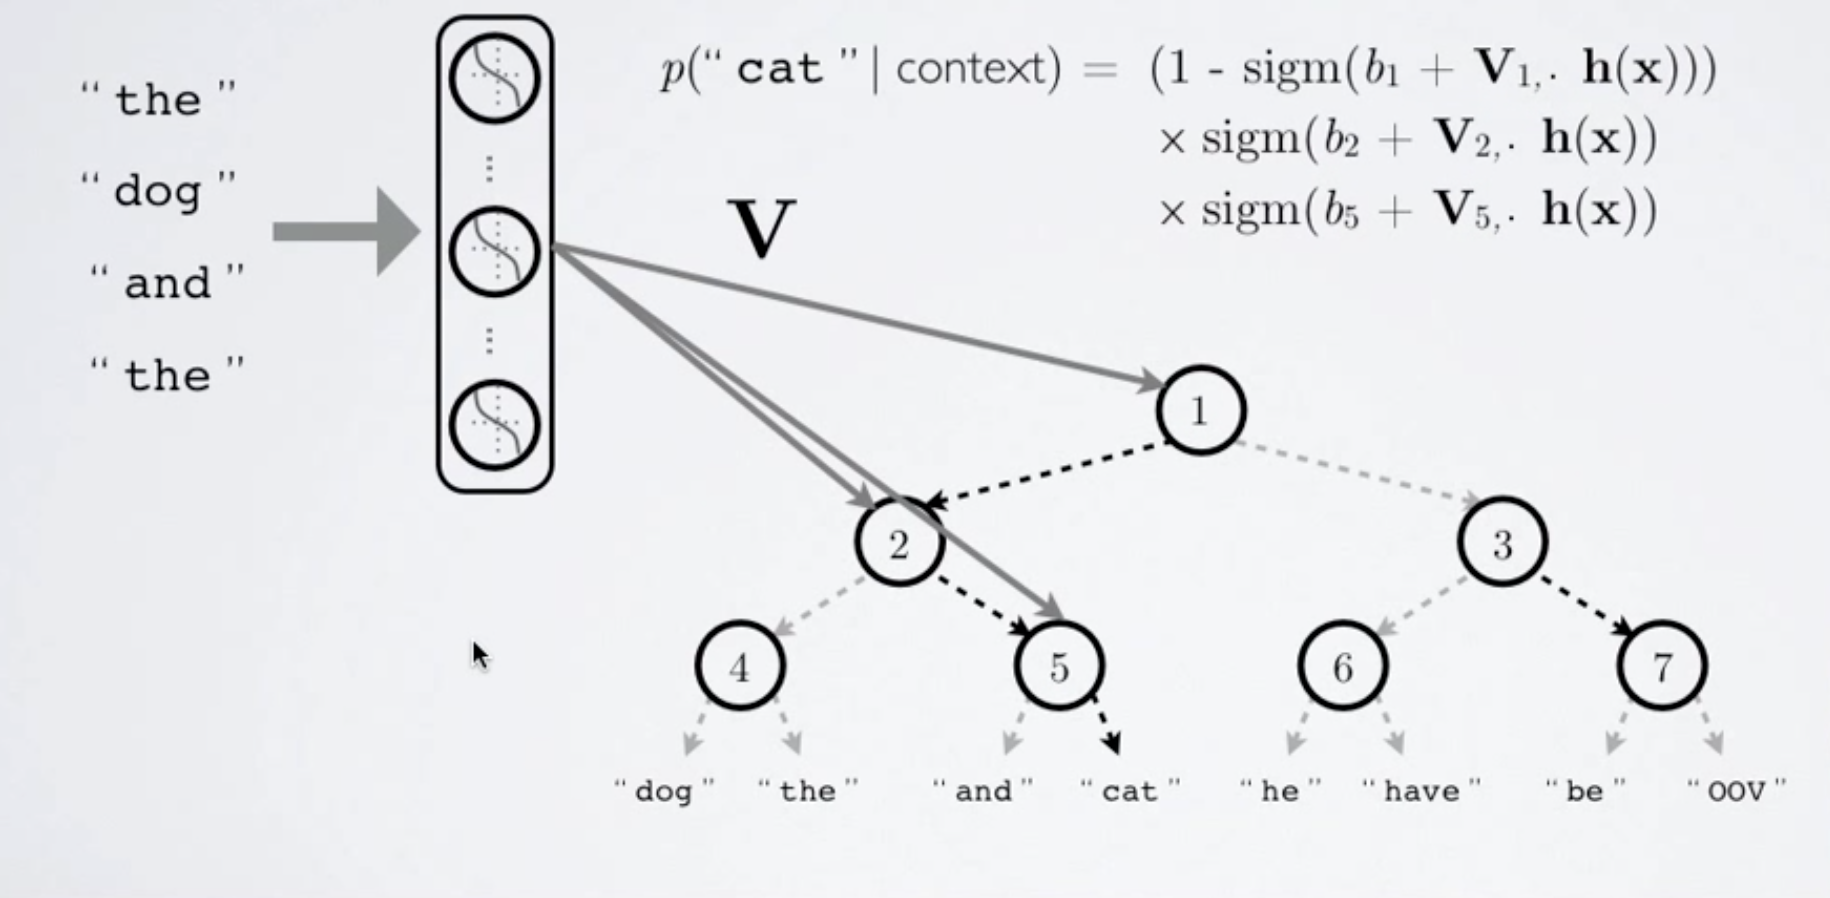 “ the ”
“ dog ”
“ and ”
“ the ”
p(“ cat ” | context) = (1 - sigm(b₁ + V₁,· h(x)))
× sigm(b₂ + V₂,· h(x))
× sigm(b₅ + V₅,· h(x))
V
1
2 3
4 5 6 7
“ dog ” “ the ” “ and ” “ cat ” “ he ” “ have ” “ be ” “ OOV ”